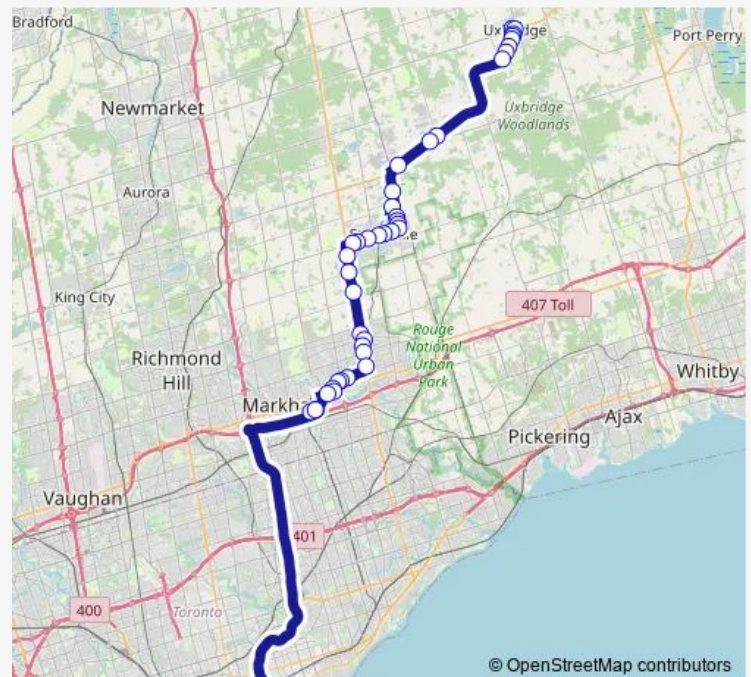 Bradford
Uxbridge
Port Perry
Newmarket
Uxbridge
Woodlands
Aurora
King City
407 Toll
Rouge
National
Urban
Park
Richmond
Hill
Whitby
Ajax
Pickering
Vaughan
401
400
Toronto
© OpenStreetMap contributors